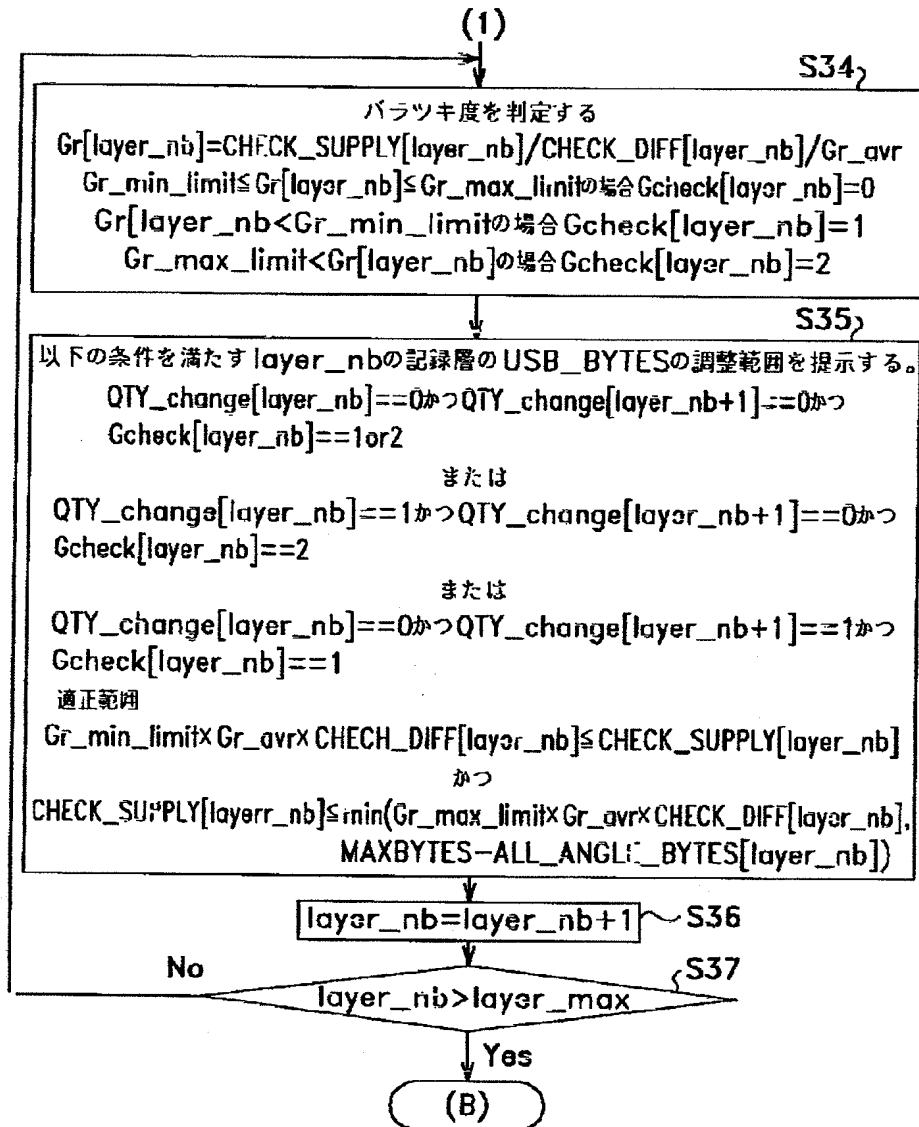 (1)
S34
バラツキ度を判定する
Gr[layer_nb]=CHECK_SUPPLY[layer_nb]/CHECK_DIFF[layer_nb]/Gr_avr
Gr_min_limit≦Gr[layer_nb]≦Gr_max_limitの場合Gcheck[layer_nb]=0
Gr[layer_nb<Gr_min_limitの場合Gcheck[layer_nb]=1
Gr_max_limit<Gr[layer_nb]の場合Gcheck[layer_nb]=2
S35
以下の条件を満たすlayer_nbの記録層のUSB_BYTESの調整範囲を提示する。
QTY_change[layer_nb]==0かつQTY_change[layer_nb+1]==0かつ
Gcheck[layer_nb]==1or2
または
QTY_change[layer_nb]==1かつQTY_change[layer_nb+1]==0かつ
Gcheck[layer_nb]==2
または
QTY_change[layer_nb]==0かつQTY_change[layer_nb+1]==1かつ
Gcheck[layer_nb]==1
適正範囲
Gr_min_limit×Gr_avr×CHECH_DIFF[layer_nb]≦CHECK_SUPPLY[layer_nb]
かつ
CHECK_SUPPLY[layerr_nb]≦min(Gr_max_limit×Gr_avr×CHECK_DIFF[layer_nb],
MAXBYTES-ALL_ANGLE_BYTES[layer_nb])
layer_nb=layer_nb+1
S36
No
S37
layer_nb>layer_max
Yes
(B)